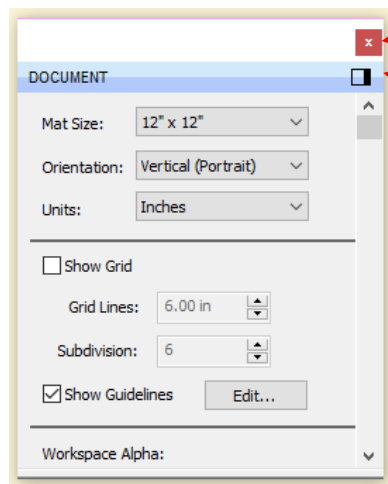 x
DOCUMENT
Mat Size: 12" x 12"
Orientation: Vertical (Portrait)
Units: Inches
Show Grid
Grid Lines: 6.00 in
Subdivision: 6
Show Guidelines Edit...
Workspace Alpha: